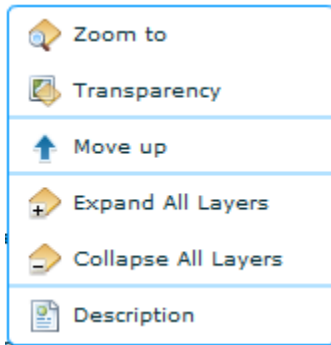 Zoom to
Transparency
Move up
Expand All Layers
Collapse All Layers
Description